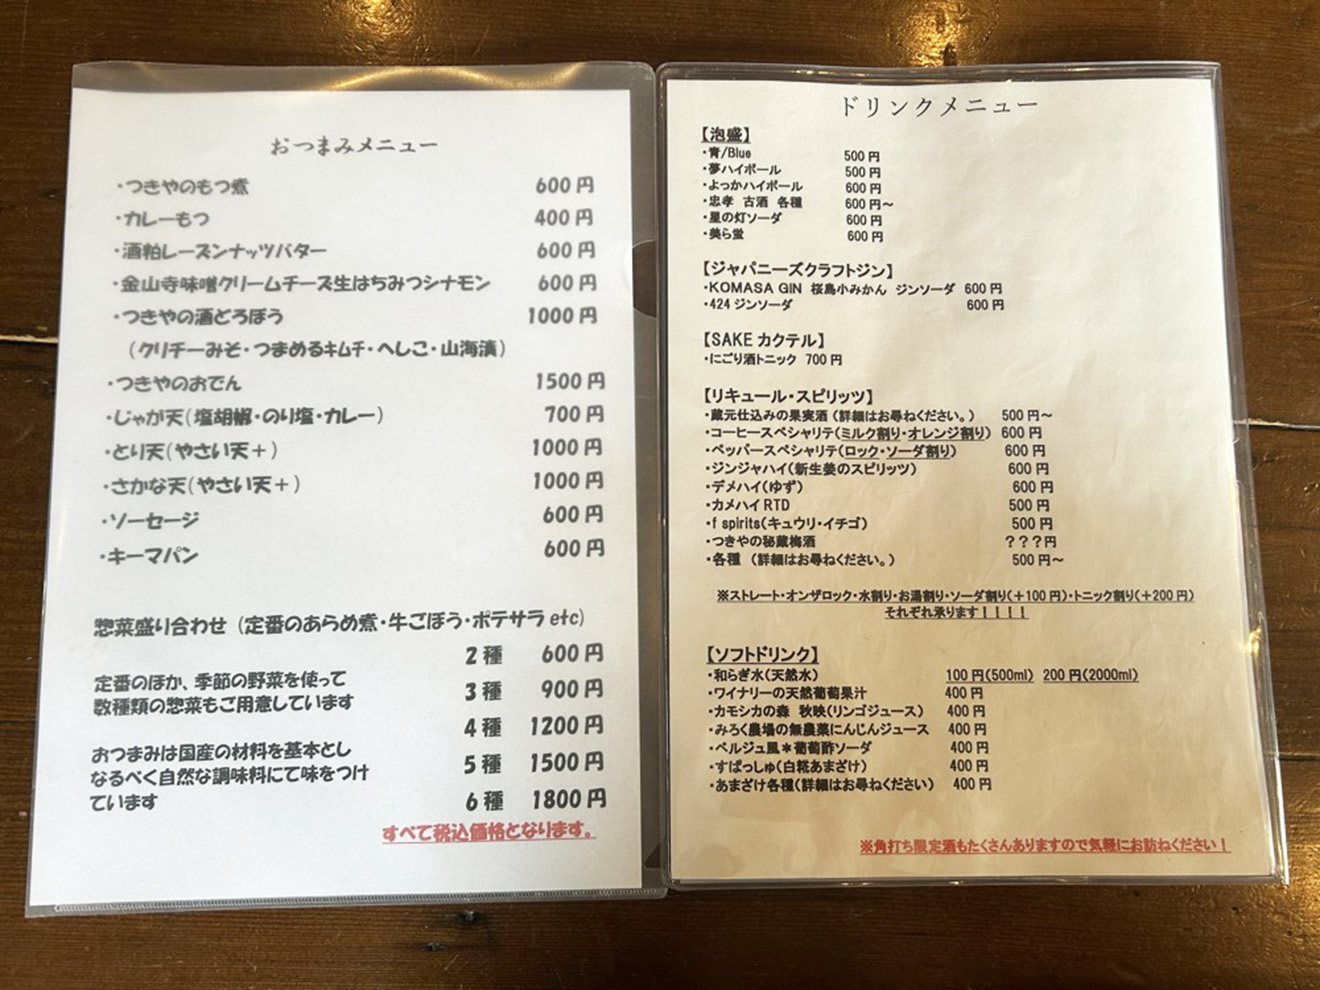 おつまみメニュー
・つきやのもつ煮 600円
・カレーもつ 400円
・酒粕レーズンナッツバター 600円
・金山寺味噌クリームチーズ生はちみつシナモン 600円
・つきやの酒どろぼう 1000円
(クリチーみそ・つまめるキムチ・へしこ・山海漬)
・つきやのおでん 1500円
・じゃが天(塩胡椒・のり塩・カレー) 700円
・とり天(やさい天+) 1000円
・さかな天(やさい天+) 1000円
・ソーセージ 600円
・キーマパン 600円
惣菜盛り合わせ (定番のあらめ煮・牛ごぼう・ポテサラetc)
2種 600円
3種 900円
4種 1200円
5種 1500円
6種 1800円
定番のほか、季節の野菜を使って
数種類の惣菜もご用意しています
おつまみは国産の材料を基本とし
なるべく自然な調味料にて味をつけ
ています
すべて税込価格となります。
ドリンクメニュー
【泡盛】
・青/Blue 500円
・夢ハイボール 500円
・よっかハイボール 600円
・忠孝 古酒 各種 600円〜
・星の灯ソーダ 600円
・美ら蛍 600円
【ジャパニーズクラフトジン】
・KOMASA GIN 桜島小みかん ジンソーダ 600円
・424ジンソーダ 600円
【SAKEカクテル】
・にごり酒トニック 700円
【リキュール・スピリッツ】
・蔵元仕込みの果実酒(詳細はお尋ねください。) 500円〜
・コーヒースペシャリテ(ミルク割り・オレンジ割り) 600円
・ペッパースペシャリテ(ロック・ソーダ割り) 600円
・ジンジャハイ(新生姜のスピリッツ) 600円
・デメハイ(ゆず) 600円
・カメハイRTD 500円
・f spirits(キュウリ・イチゴ) 500円
・つきやの秘蔵梅酒 ???円
・各種 (詳細はお尋ねください。) 500円〜
※ストレート・オンザロック・水割り・お湯割り・ソーダ割り(+100円)・トニック割り(+200円)
それぞれ承ります!!!!
【ソフトドリンク】
・和らぎ水(天然水) 100円(500ml) 200円(2000ml)
・ワイナリーの天然葡萄果汁 400円
・カモシカの森 秋映(リンゴジュース) 400円
・みろく農場の無農薬にんじんジュース 400円
・ベルジュ風*葡萄酢ソーダ 400円
・すぱっしゅ(白糀あまざけ) 400円
・あまざけ各種(詳細はお尋ねください) 400円
※角打ち限定酒もたくさんありますので気軽にお訪ねください!